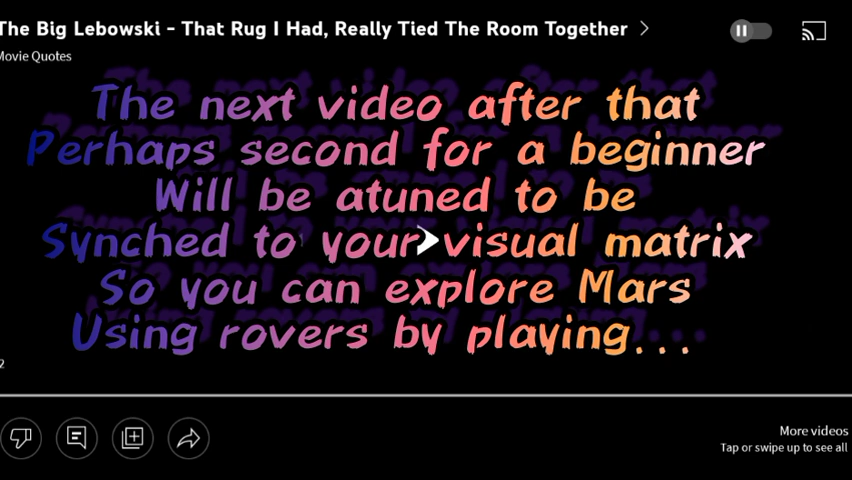 The Big Lebowski - That Rug I Had, Really Tied The Room Together
Movie Quotes
The next video after that
Perhaps second for a beginner
Will be atuned to be
Synched to your visual matrix
So you can explore Mars
Using rovers by playing...
2
More videos
Tap or swipe up to see all